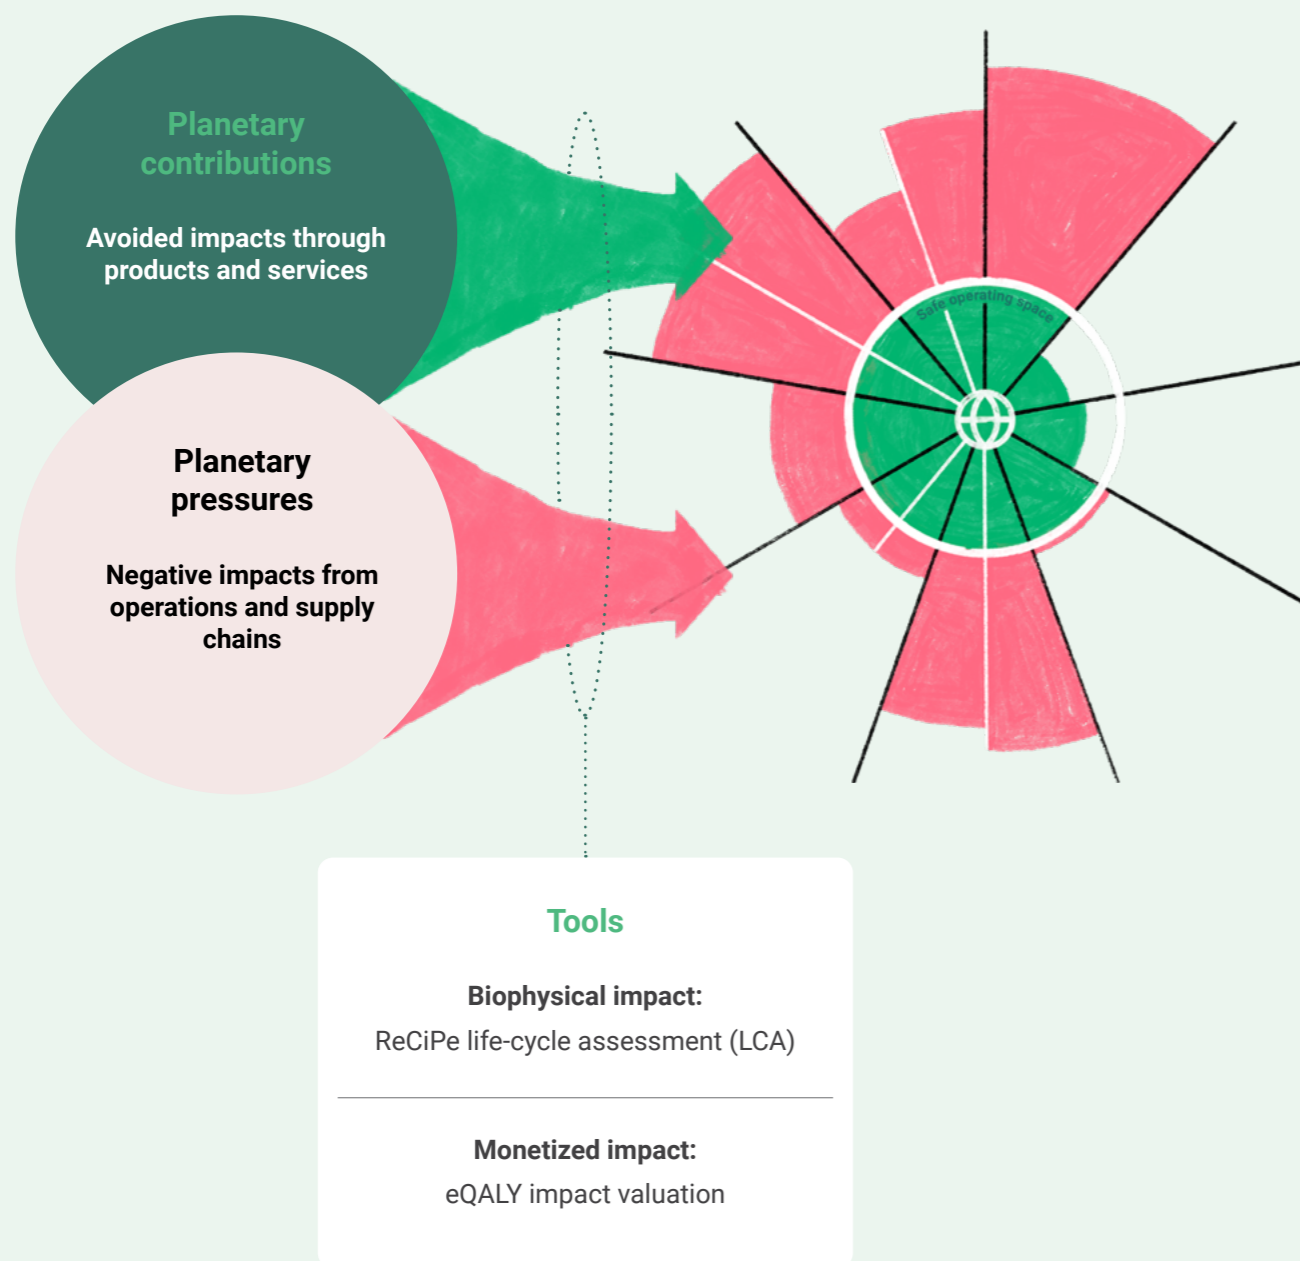 Planetary
contributions
Avoided impacts through
products and services
Planetary
pressures
Negative impacts from
operations and supply
chains
Safe operating space
Tools
Biophysical impact:
ReCiPe life-cycle assessment (LCA)
Monetized impact:
eQALY impact valuation